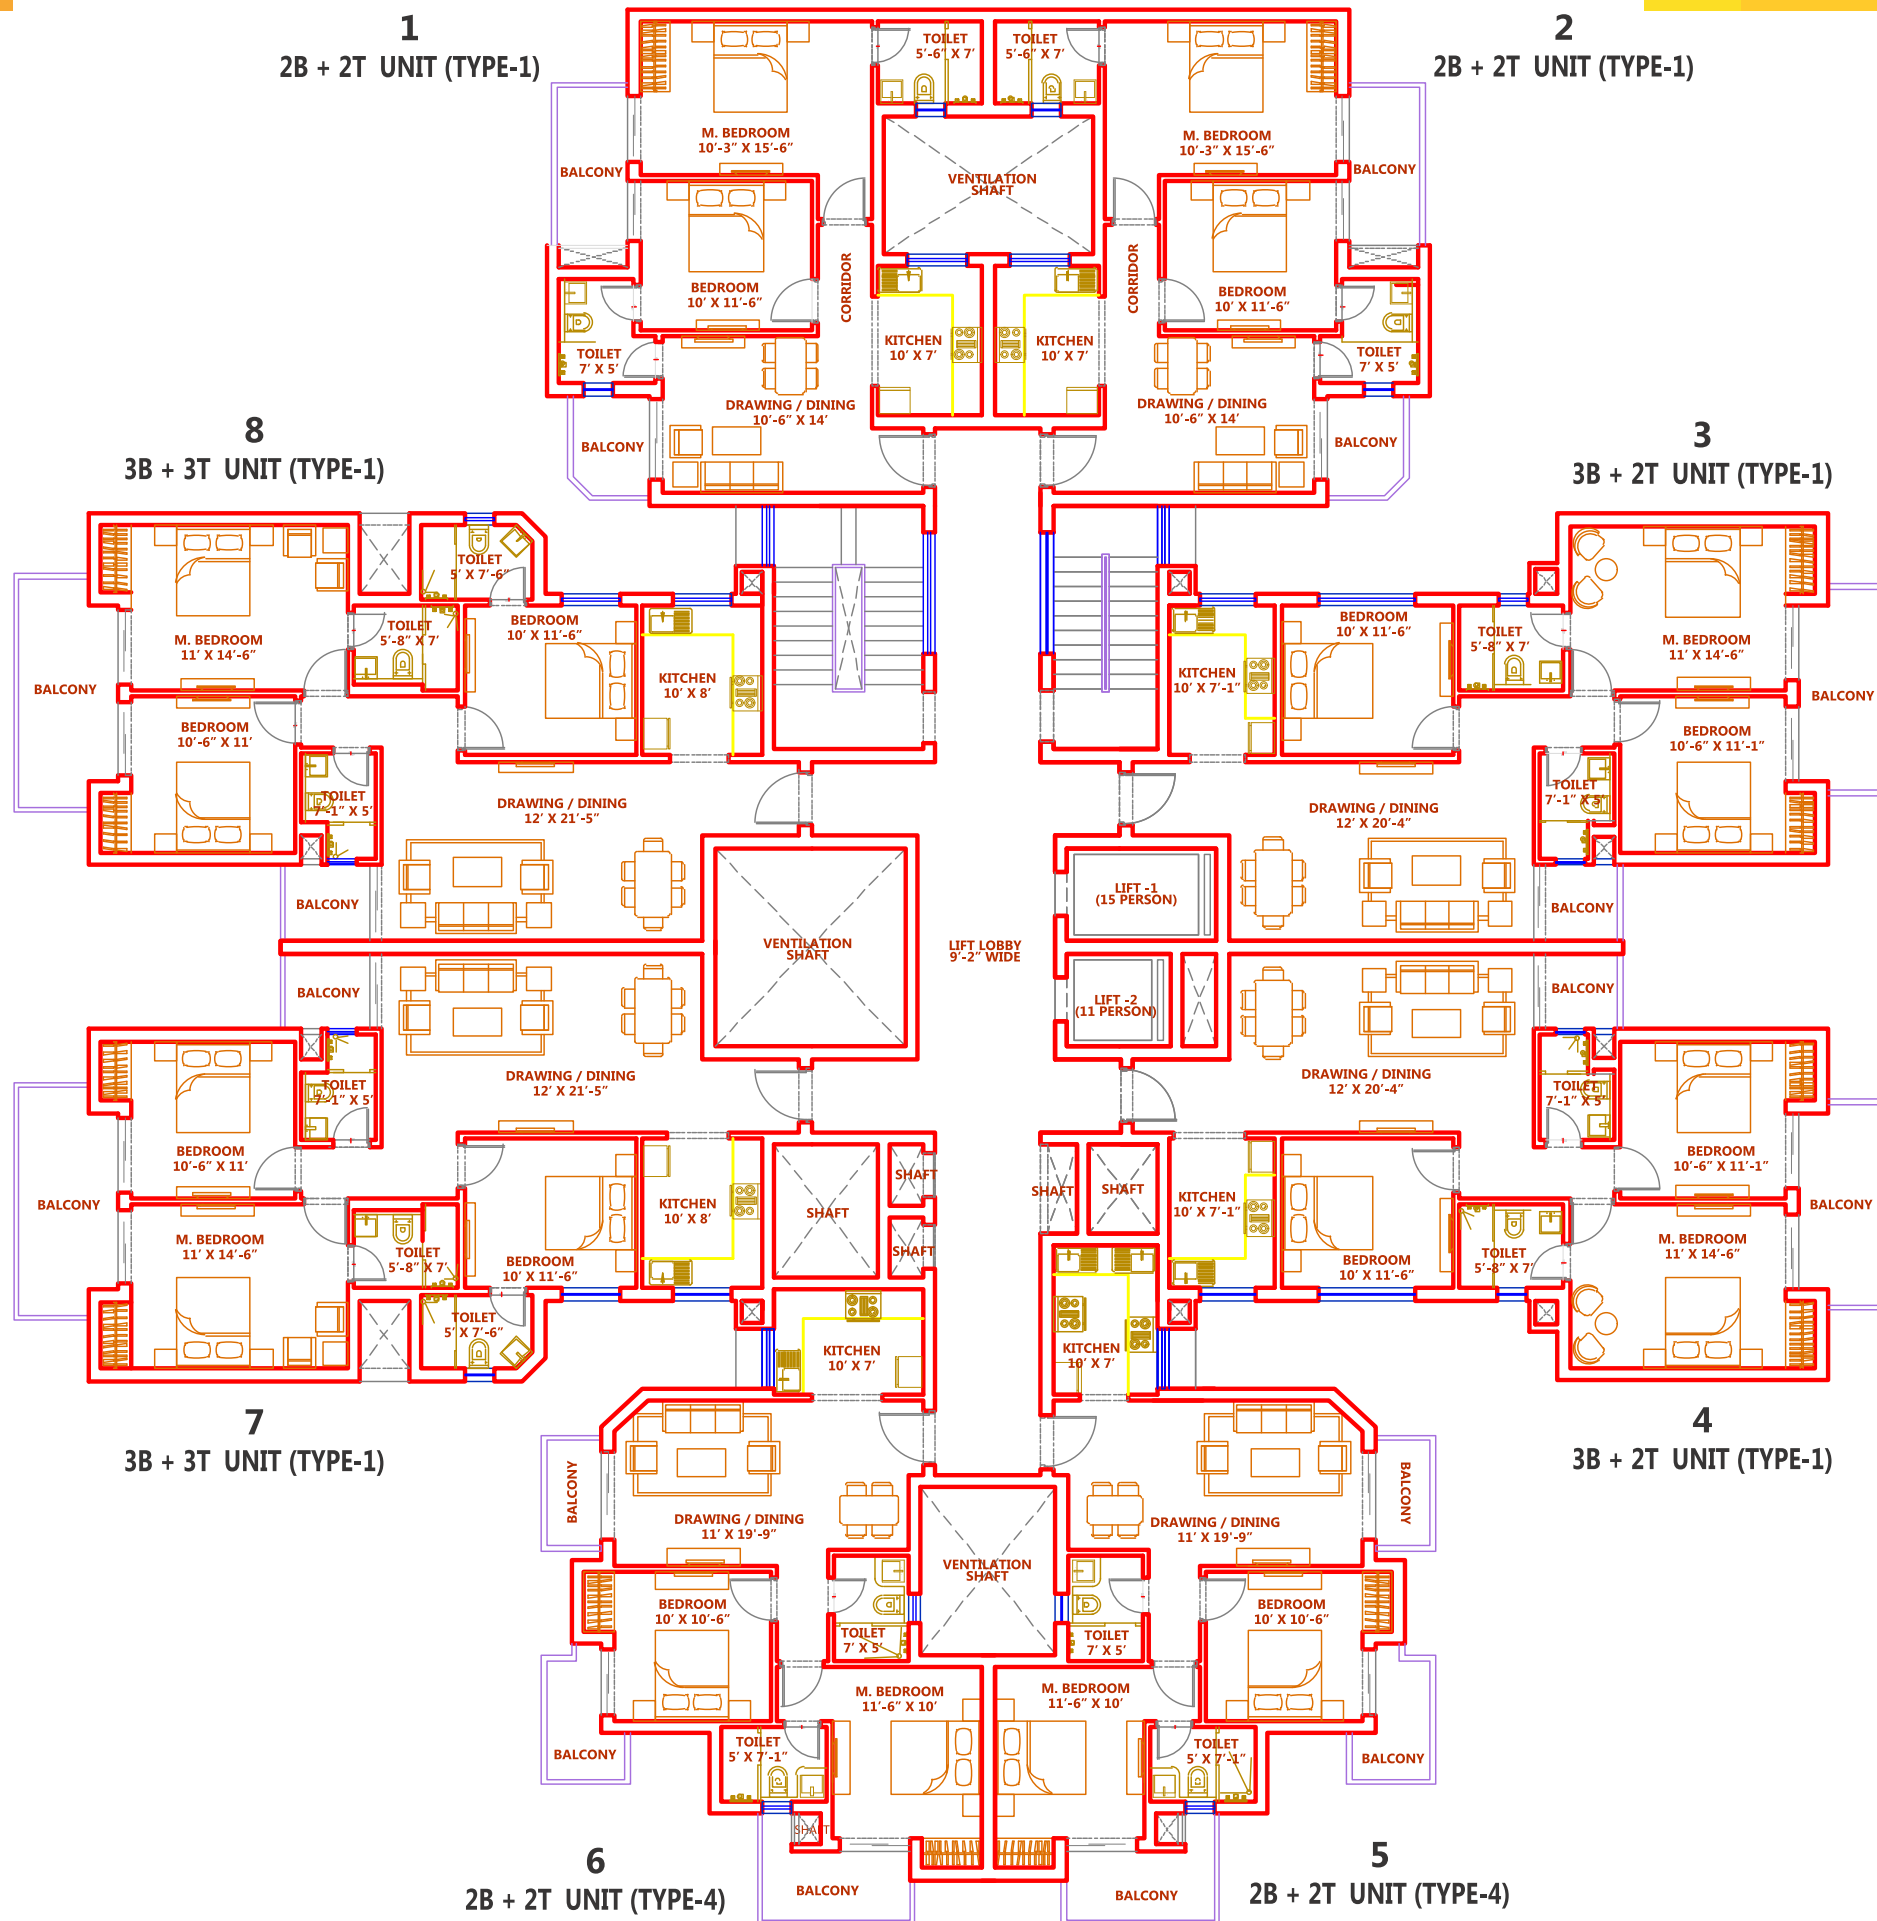 1
2B + 2T UNIT (TYPE-1)
2
2B + 2T UNIT (TYPE-1)
TOILET
5'-6" X 7'
TOILET
5'-6" X 7'
M. BEDROOM
10'-3" X 15'-6"
M. BEDROOM
10'-3" X 15'-6"
BALCONY
BALCONY
VENTILATION
SHAFT
BEDROOM
10' X 11'-6"
CORRIDOR
CORRIDOR
BEDROOM
10' X 11'-6"
KITCHEN
10' X 7'
KITCHEN
10' X 7'
TOILET
7' X 5'
TOILET
7' X 5'
DRAWING / DINING
10'-6" X 14'
DRAWING / DINING
10'-6" X 14'
BALCONY
BALCONY
8
3B + 3T UNIT (TYPE-1)
3
3B + 2T UNIT (TYPE-1)
TOILET
5' X 7'-6"
M. BEDROOM
11' X 14'-6"
TOILET
5'-8" X 7'
BEDROOM
10' X 11'-6"
KITCHEN
10' X 8'
KITCHEN
10' X 7'-1"
BEDROOM
10' X 11'-6"
TOILET
5'-8" X 7'
M. BEDROOM
11' X 14'-6"
BALCONY
BALCONY
BEDROOM
10'-6" X 11'
BEDROOM
10'-6" X 11'-1"
TOILET
7'-1" X 5'
TOILET
7'-1" X 5'
DRAWING / DINING
12' X 21'-5"
DRAWING / DINING
12' X 20'-4"
BALCONY
BALCONY
LIFT -1
(15 PERSON)
VENTILATION
SHAFT
LIFT LOBBY
9'-2" WIDE
LIFT -2
(11 PERSON)
BALCONY
BALCONY
DRAWING / DINING
12' X 21'-5"
DRAWING / DINING
12' X 20'-4"
TOILET
7'-1" X 5'
TOILET
7'-1" X 5
BEDROOM
10'-6" X 11'
BEDROOM
10'-6" X 11'-1"
BALCONY
BALCONY
KITCHEN
10' X 8'
SHAFT
SHAFT
SHAFT
SHAFT
SHAFT
KITCHEN
10' X 7'-1"
M. BEDROOM
11' X 14'-6"
TOILET
5'-8" X 7'
BEDROOM
10' X 11'-6"
BEDROOM
10' X 11'-6"
TOILET
5'-8" X 7'
M. BEDROOM
11' X 14'-6"
TOILET
5' X 7'-6"
KITCHEN
10' X 7'
KITCHEN
10' X 7'
7
3B + 3T UNIT (TYPE-1)
4
3B + 2T UNIT (TYPE-1)
BALCONY
BALCONY
DRAWING / DINING
11' X 19'-9"
DRAWING / DINING
11' X 19'-9"
VENTILATION
SHAFT
BEDROOM
10' X 10'-6"
BEDROOM
10' X 10'-6"
TOILET
7' X 5'
TOILET
7' X 5'
M. BEDROOM
11'-6" X 10'
M. BEDROOM
11'-6" X 10'
BALCONY
TOILET
5' X 7'-1"
TOILET
5' X 7'-1"
BALCONY
SHAFT
6
2B + 2T UNIT (TYPE-4)
5
2B + 2T UNIT (TYPE-4)
BALCONY
BALCONY